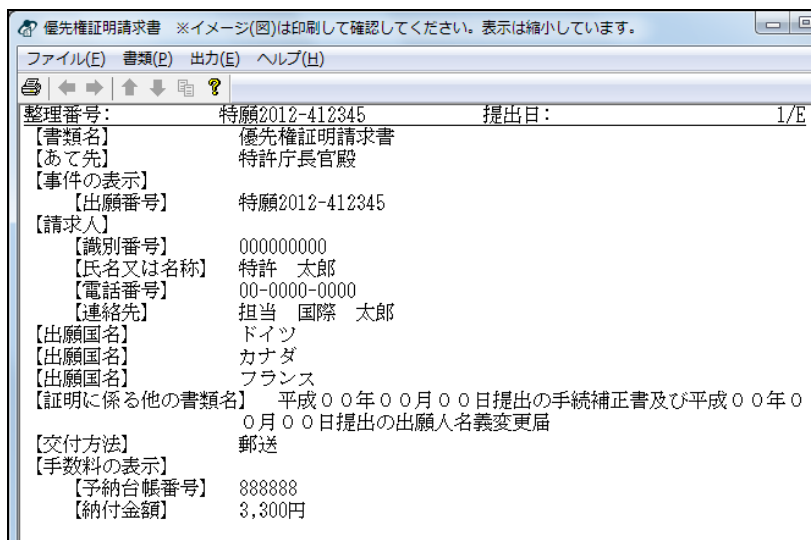 優先権証明請求書　※イメージ(図)は印刷して確認してください。表示は縮小しています。
ファイル(F)　書類(P)　出力(E)　ヘルプ(H)
整理番号:　特願2012-412345　提出日:　1/E
【書類名】　優先権証明請求書
【あて先】　特許庁長官殿
【事件の表示】
【出願番号】　特願2012-412345
【請求人】
【識別番号】　000000000
【氏名又は名称】　特許　太郎
【電話番号】　00-0000-0000
【連絡先】　担当　国際　太郎
【出願国名】　ドイツ
【出願国名】　カナダ
【出願国名】　フランス
【証明に係る他の書類名】　平成００年００月００日提出の手続補正書及び平成００年０
０月００日提出の出願人名義変更届
【交付方法】　郵送
【手数料の表示】
【予納台帳番号】　888888
【納付金額】　3,300円